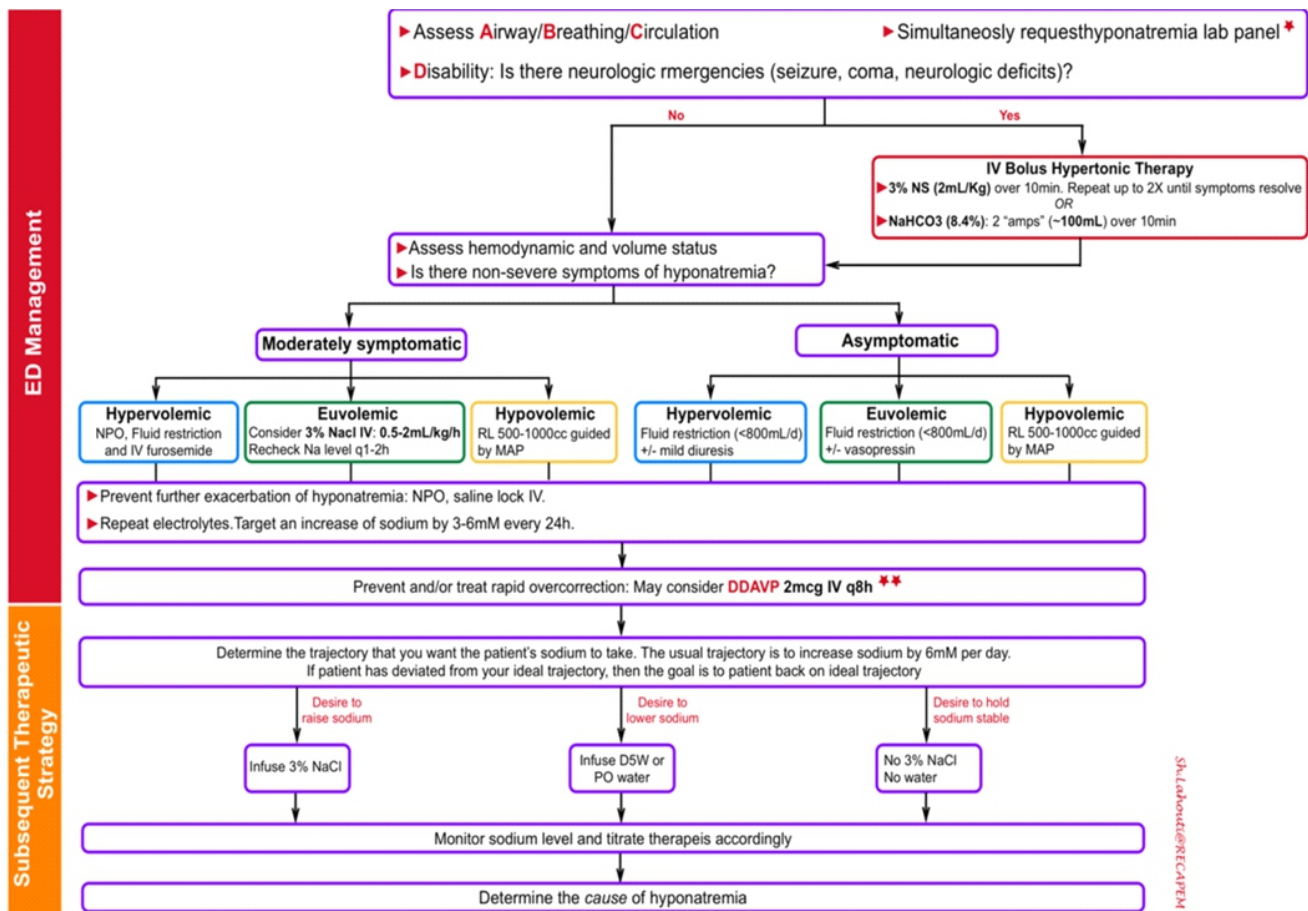 ED Management
Assess Airway/Breathing/Circulation
Simultaneosly requesthyponatremia lab panel
Disability: Is there neurologic rmergencies (seizure, coma, neurologic deficits)?
No
Yes
IV Bolus Hypertonic Therapy
3% NS (2mL/Kg) over 10min. Repeat up to 2X until symptoms resolve
OR
NaHCO3 (8.4%): 2 “amps” (~100mL) over 10min
Assess hemodynamic and volume status
Is there non-severe symptoms of hyponatremia?
Moderately symptomatic
Asymptomatic
Hypervolemic
NPO, Fluid restriction
and IV furosemide
Euvolemic
Consider 3% Nacl IV: 0.5-2mL/kg/h
Recheck Na level q1-2h
Hypovolemic
RL 500-1000cc guided
by MAP
Hypervolemic
Fluid restriction (<800mL/d)
+/- mild diuresis
Euvolemic
Fluid restriction (<800mL/d)
+/- vasopressin
Hypovolemic
RL 500-1000cc guided
by MAP
Prevent further exacerbation of hyponatremia: NPO, saline lock IV.
Repeat electrolytes.Target an increase of sodium by 3-6mM every 24h.
Prevent and/or treat rapid overcorrection: May consider DDAVP 2mcg IV q8h
Subsequent Therapeutic
Strategy
Determine the trajectory that you want the patient's sodium to take. The usual trajectory is to increase sodium by 6mM per day.
If patient has deviated from your ideal trajectory, then the goal is to patient back on ideal trajectory
Desire to
raise sodium
Desire to
lower sodium
Desire to hold
sodium stable
Infuse 3% NaCl
Infuse D5W or
PO water
No 3% NaCl
No water
Monitor sodium level and titrate therapeis accordingly
Determine the cause of hyponatremia
Sh.Lahouti@RECAPEM